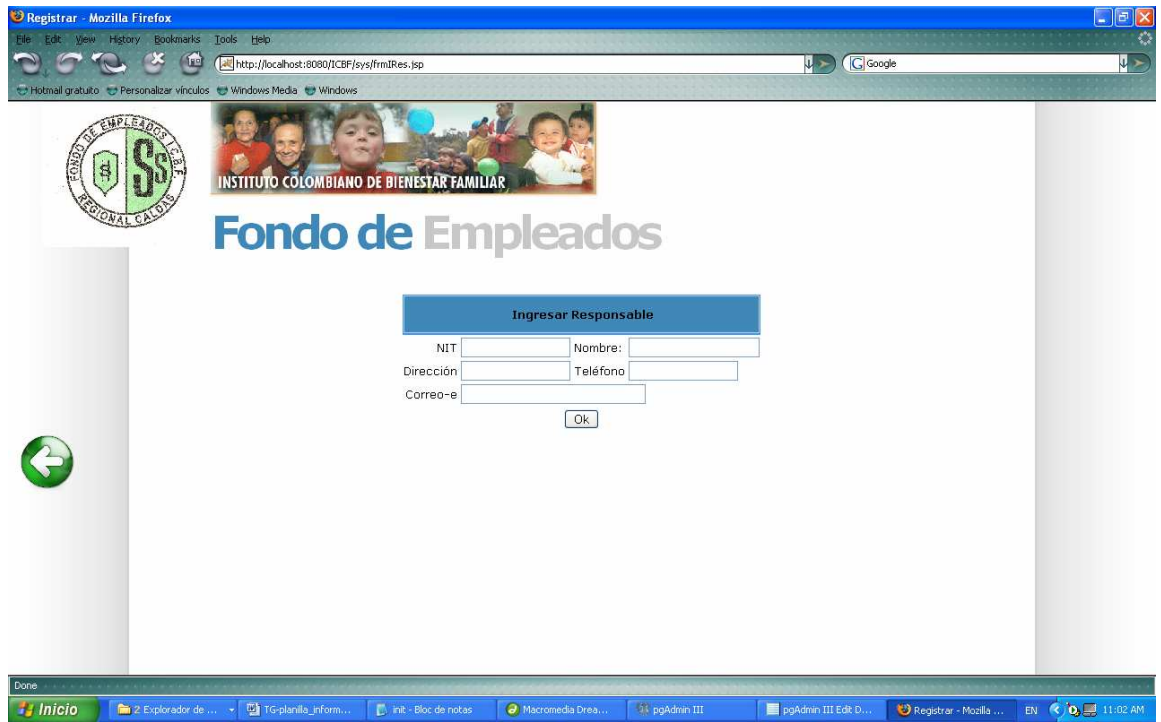 Registrar - Mozilla Firefox
File Edit View History Bookmarks Tools Help
http://localhost:8080/ICBF/sys/frmIRes.jsp
Google
Hotmail gratuito Personalizar vínculos Windows Media Windows
FONDO DE EMPLEADOS I.C.B.F.
$ Ss
REGIONAL CALDAS
INSTITUTO COLOMBIANO DE BIENESTAR FAMILIAR
Fondo de Empleados
Ingresar Responsable
NIT Nombre:
Dirección Teléfono
Correo-e
Ok
Done
Inicio 2 Explorador de ... TG-planilla_inform... init - Bloc de notas Macromedia Drea... pgAdmin III pgAdmin III Edit D... Registrar - Mozilla ... EN 11:02 AM